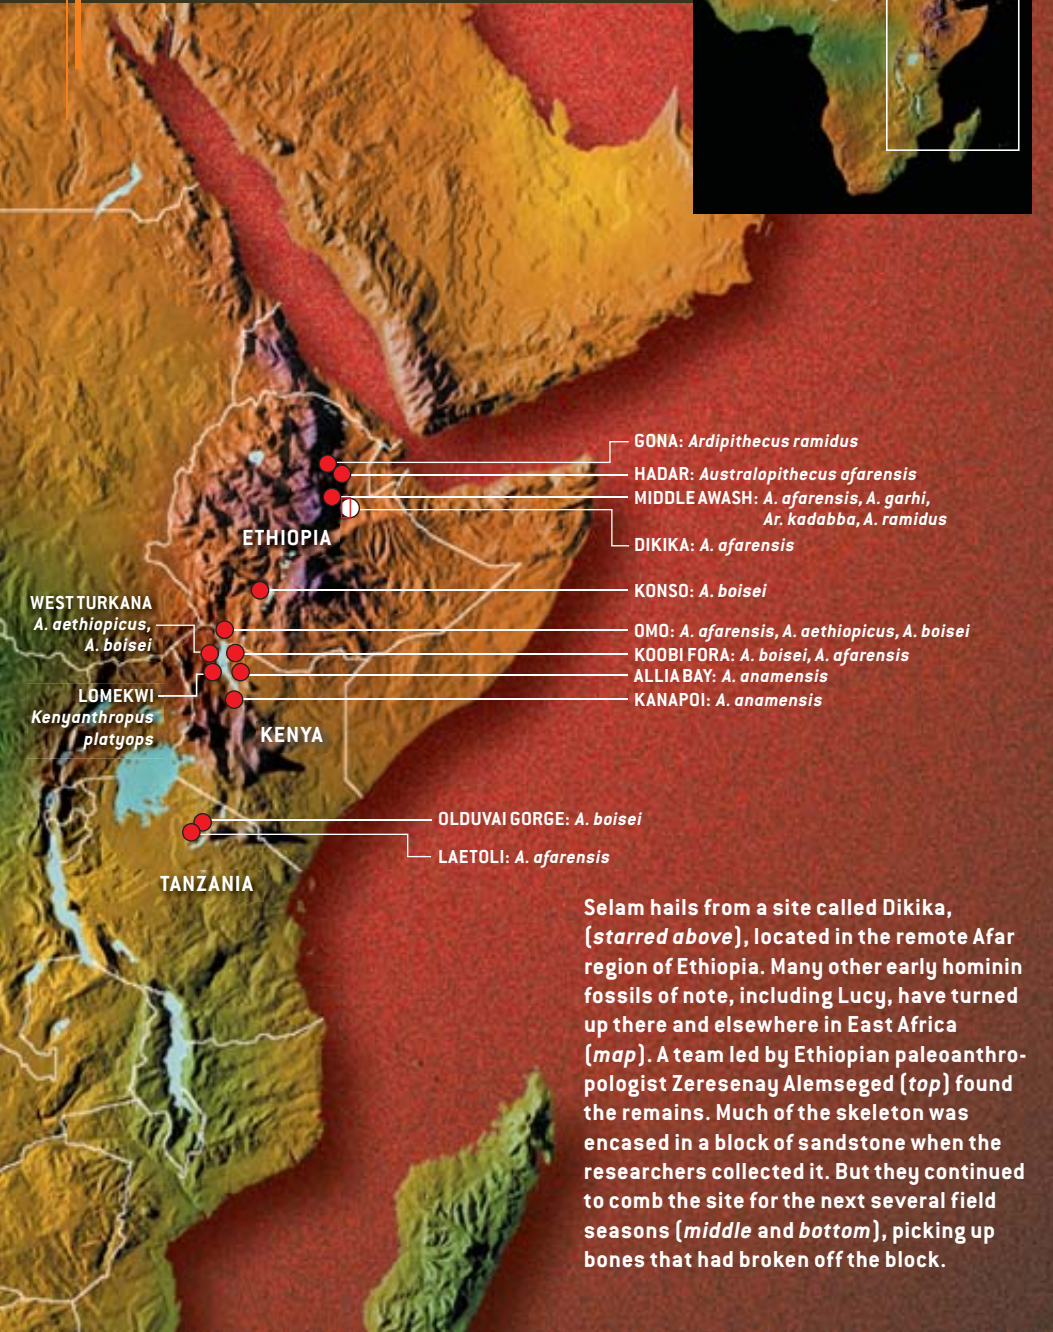 GONA: Ardipithecus ramidus
HADAR: Australopithecus afarensis
MIDDLE AWASH: A. afarensis, A. garhi,
Ar. kadabba, A. ramidus
ETHIOPIA
DIKIKA: A. afarensis
KONSO: A. boisei
WEST TURKANA
A. aethiopicus,
A. boisei
OMO: A. afarensis, A. aethiopicus, A. boisei
KOOBI FORA: A. boisei, A. afarensis
ALLIA BAY: A. anamensis
LOMEKWI
Kenyanthropus
platyops
KANAPOI: A. anamensis
KENYA
OLDUVAI GORGE: A. boisei
LAETOLI: A. afarensis
TANZANIA
Selam hails from a site called Dikika,
(starred above), located in the remote Afar
region of Ethiopia. Many other early hominin
fossils of note, including Lucy, have turned
up there and elsewhere in East Africa
(map). A team led by Ethiopian paleoanthro-
pologist Zeresenay Alemseged (top) found
the remains. Much of the skeleton was
encased in a block of sandstone when the
researchers collected it. But they continued
to comb the site for the next several field
seasons (middle and bottom), picking up
bones that had broken off the block.